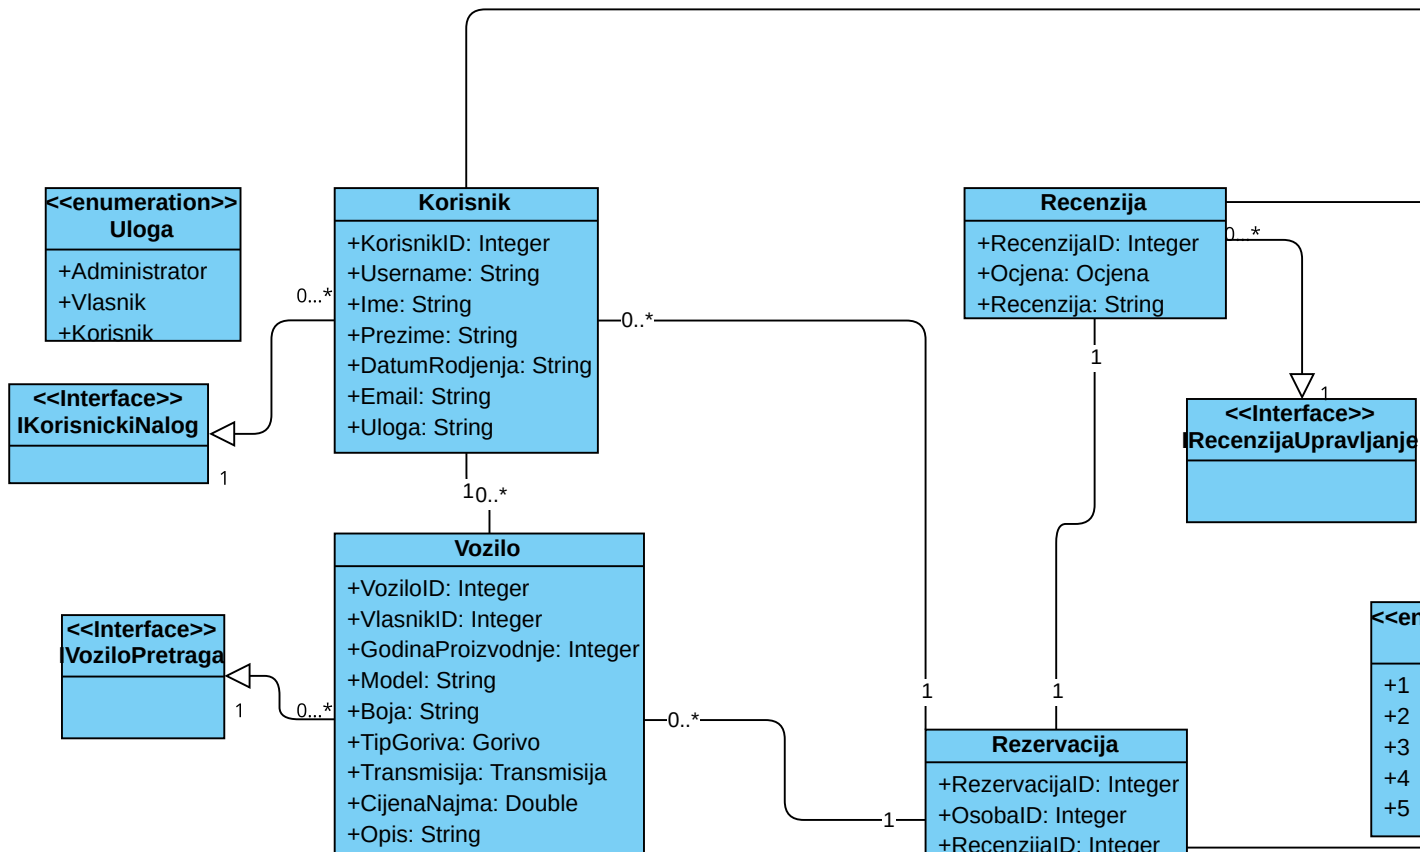 <<enumeration>>
Uloga
+Administrator
+Vlasnik
+Korisnik
Korisnik
+KorisnikID: Integer
+Username: String
+Ime: String
+Prezime: String
+DatumRodjenja: String
+Email: String
+Uloga: String
Recenzija
+RecenzijaID: Integer
+Ocjena: Ocjena
+Recenzija: String
0...*
0...*
0..*
1
1
<<Interface>>
IKorisnickiNalog
1
<<Interface>>
IRecenzijaUpravljanje
1
0..*
Vozilo
+VoziloID: Integer
+VlasnikID: Integer
+GodinaProizvodnje: Integer
+Model: String
+Boja: String
+TipGoriva: Gorivo
+Transmisija: Transmisija
+CijenaNajma: Double
+Opis: String
<<Interface>>
IVoziloPretraga
1
0...*
0..*
1
1
1
Rezervacija
+RezervacijaID: Integer
+OsobaID: Integer
+RecenzijaID: Integer
<<en
+1
+2
+3
+4
+5